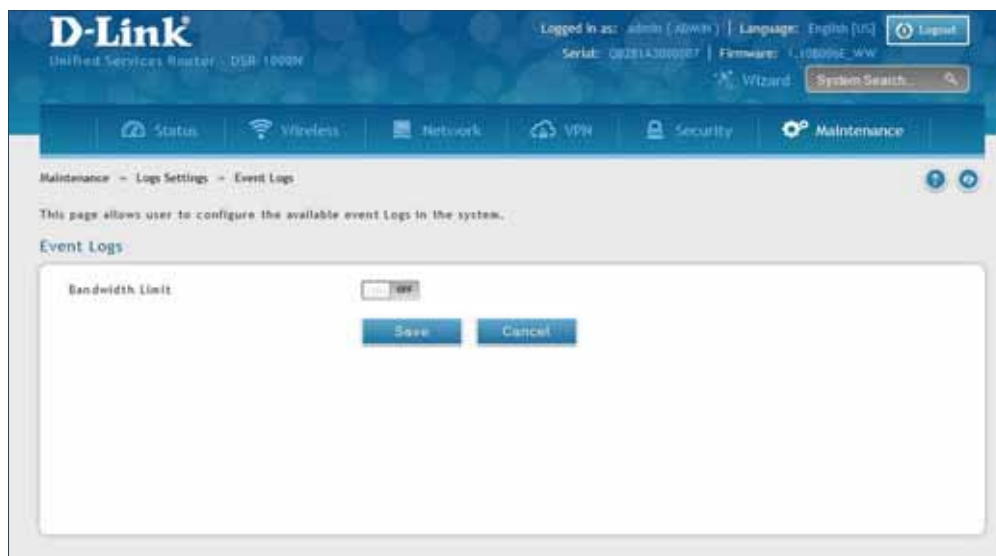 D-Link
Logged in as: admin ( ADMIN ) | Language: English [US]
Logout
Unified Services Router - DSR-1000N
Serial: | Firmware:
Wizard
System Search...
Status
Wireless
Network
VPN
Security
Maintenance
Maintenance
Logs Settings
Event Logs
This page allows user to configure the available event Logs in the system.
Event Logs
Bandwidth Limit
OFF
Save
Cancel